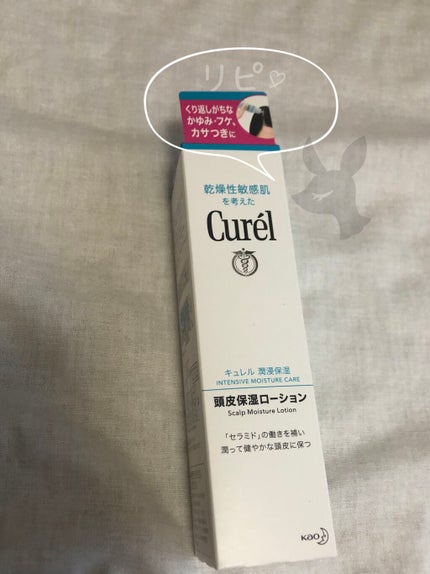 リピ♡
くり返しがちな
かゆみ・フケ、
カサつきに
乾燥性敏感肌
を考えた
Curél
キュレル 潤浸保湿
INTENSIVE MOISTURE CARE
頭皮保湿ローション
Scalp Moisture Lotion
「セラミド」の働きを補い
潤って健やかな頭皮に保つ
Kao